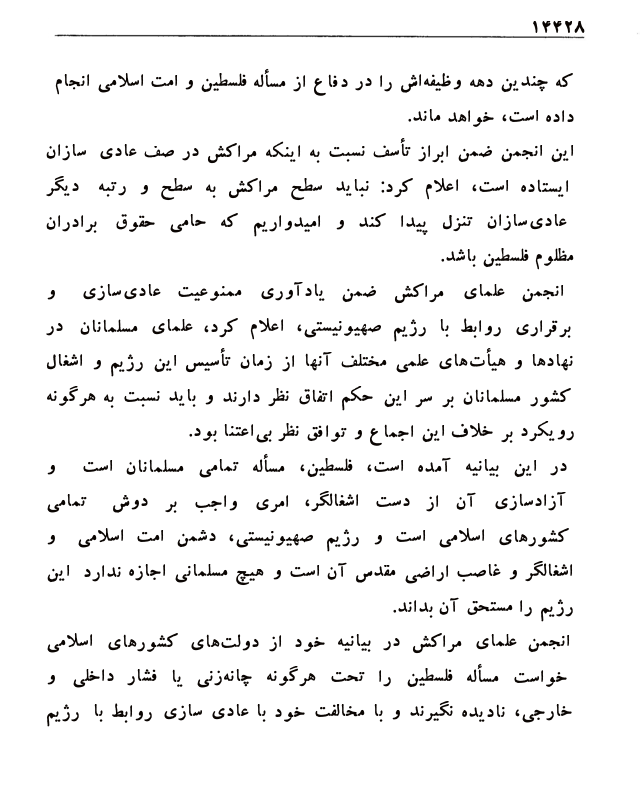 ۱۴۴۲۸
که چندین دهه وظیفه‌اش را در دفاع از مسأله فلسطین و امت اسلامی انجام
داده است، خواهد ماند.
این انجمن ضمن ابراز تأسف نسبت به اینکه مراکش در صف عادی سازان
ایستاده است، اعلام کرد: نباید سطح مراکش به سطح و رتبه دیگر
عادی‌سازان تنزل پیدا کند و امیدواریم که حامی حقوق برادران
مظلوم فلسطین باشد.
انجمن علمای مراکش ضمن یادآوری ممنوعیت عادی‌سازی و
برقراری روابط با رژیم صهیونیستی، اعلام کرد، علمای مسلمانان در
نهادها و هیأت‌های علمی مختلف آنها از زمان تأسیس این رژیم و اشغال
کشور مسلمانان بر سر این حکم اتفاق نظر دارند و باید نسبت به هرگونه
رویکرد بر خلاف این اجماع و توافق نظر بی‌اعتنا بود.
در این بیانیه آمده است، فلسطین، مسأله تمامی مسلمانان است و
آزادسازی آن از دست اشغالگر، امری واجب بر دوش تمامی
کشورهای اسلامی است و رژیم صهیونیستی، دشمن امت اسلامی و
اشغالگر و غاصب اراضی مقدس آن است و هیچ مسلمانی اجازه ندارد این
رژیم را مستحق آن بداند.
انجمن علمای مراکش در بیانیه خود از دولت‌های کشورهای اسلامی
خواست مسأله فلسطین را تحت هرگونه چانه‌زنی یا فشار داخلی و
خارجی، نادیده نگیرند و با مخالفت خود با عادی سازی روابط با رژیم